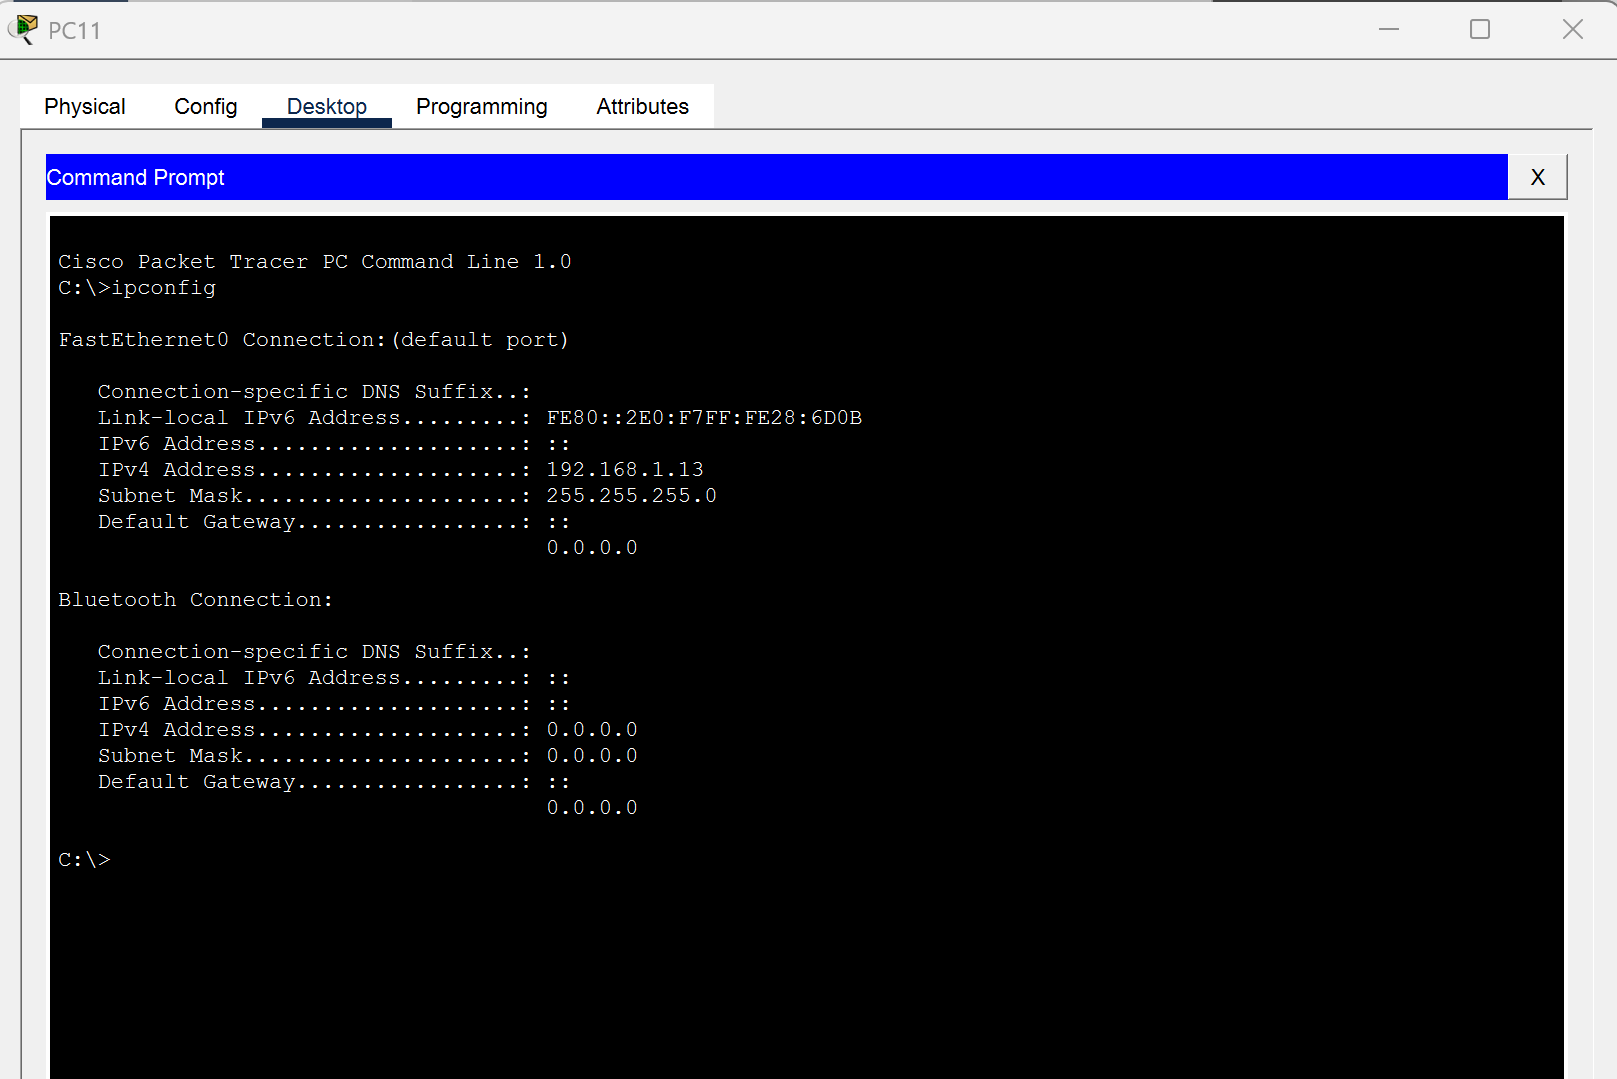 PC11
Physical Config Desktop Programming Attributes
Command Prompt X
Cisco Packet Tracer PC Command Line 1.0
C:\>ipconfig
FastEthernet0 Connection:(default port)
Connection-specific DNS Suffix..:
Link-local IPv6 Address.........: FE80::2E0:F7FF:FE28:6D0B
IPv6 Address....................: ::
IPv4 Address....................: 192.168.1.13
Subnet Mask.....................: 255.255.255.0
Default Gateway.................: ::
0.0.0.0
Bluetooth Connection:
Connection-specific DNS Suffix..:
Link-local IPv6 Address.........: ::
IPv6 Address....................: ::
IPv4 Address....................: 0.0.0.0
Subnet Mask.....................: 0.0.0.0
Default Gateway.................: ::
0.0.0.0
C:\>